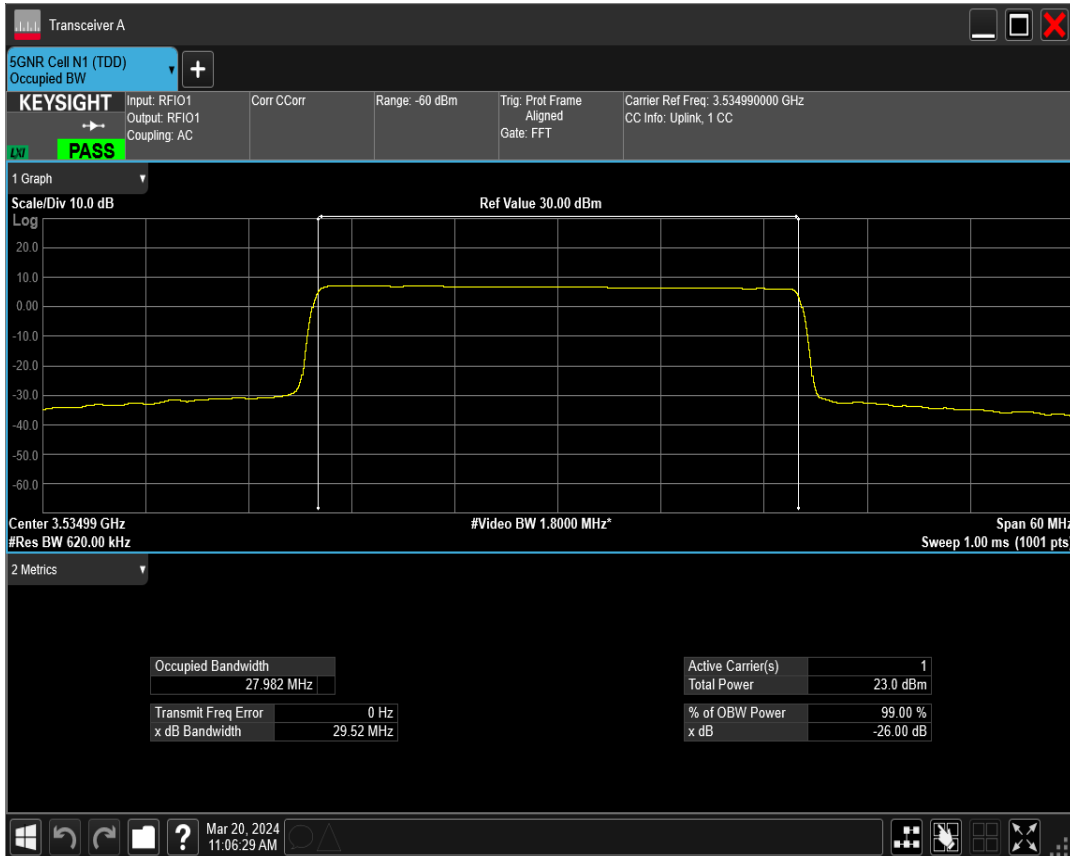 Transceiver A
5GNR Cell N1 (TDD)
Occupied BW
+
KEYSIGHT
LXI
PASS
Input: RFIO1
Output: RFIO1
Coupling: AC
Corr CCorr
Range: -60 dBm
Trig: Prot Frame
Aligned
Gate: FFT
Carrier Ref Freq: 3.534990000 GHz
CC Info: Uplink, 1 CC
1 Graph
Scale/Div 10.0 dB
Ref Value 30.00 dBm
Log
20.0
10.0
0.00
-10.0
-20.0
-30.0
-40.0
-50.0
-60.0
Center 3.53499 GHz
#Video BW 1.8000 MHz*
Span 60 MHz
#Res BW 620.00 kHz
Sweep 1.00 ms (1001 pts)
2 Metrics
Occupied Bandwidth
27.982 MHz
Transmit Freq Error 0 Hz
x dB Bandwidth 29.52 MHz
Active Carrier(s) 1
Total Power 23.0 dBm
% of OBW Power 99.00 %
x dB -26.00 dB
?
Mar 20, 2024
11:06:29 AM